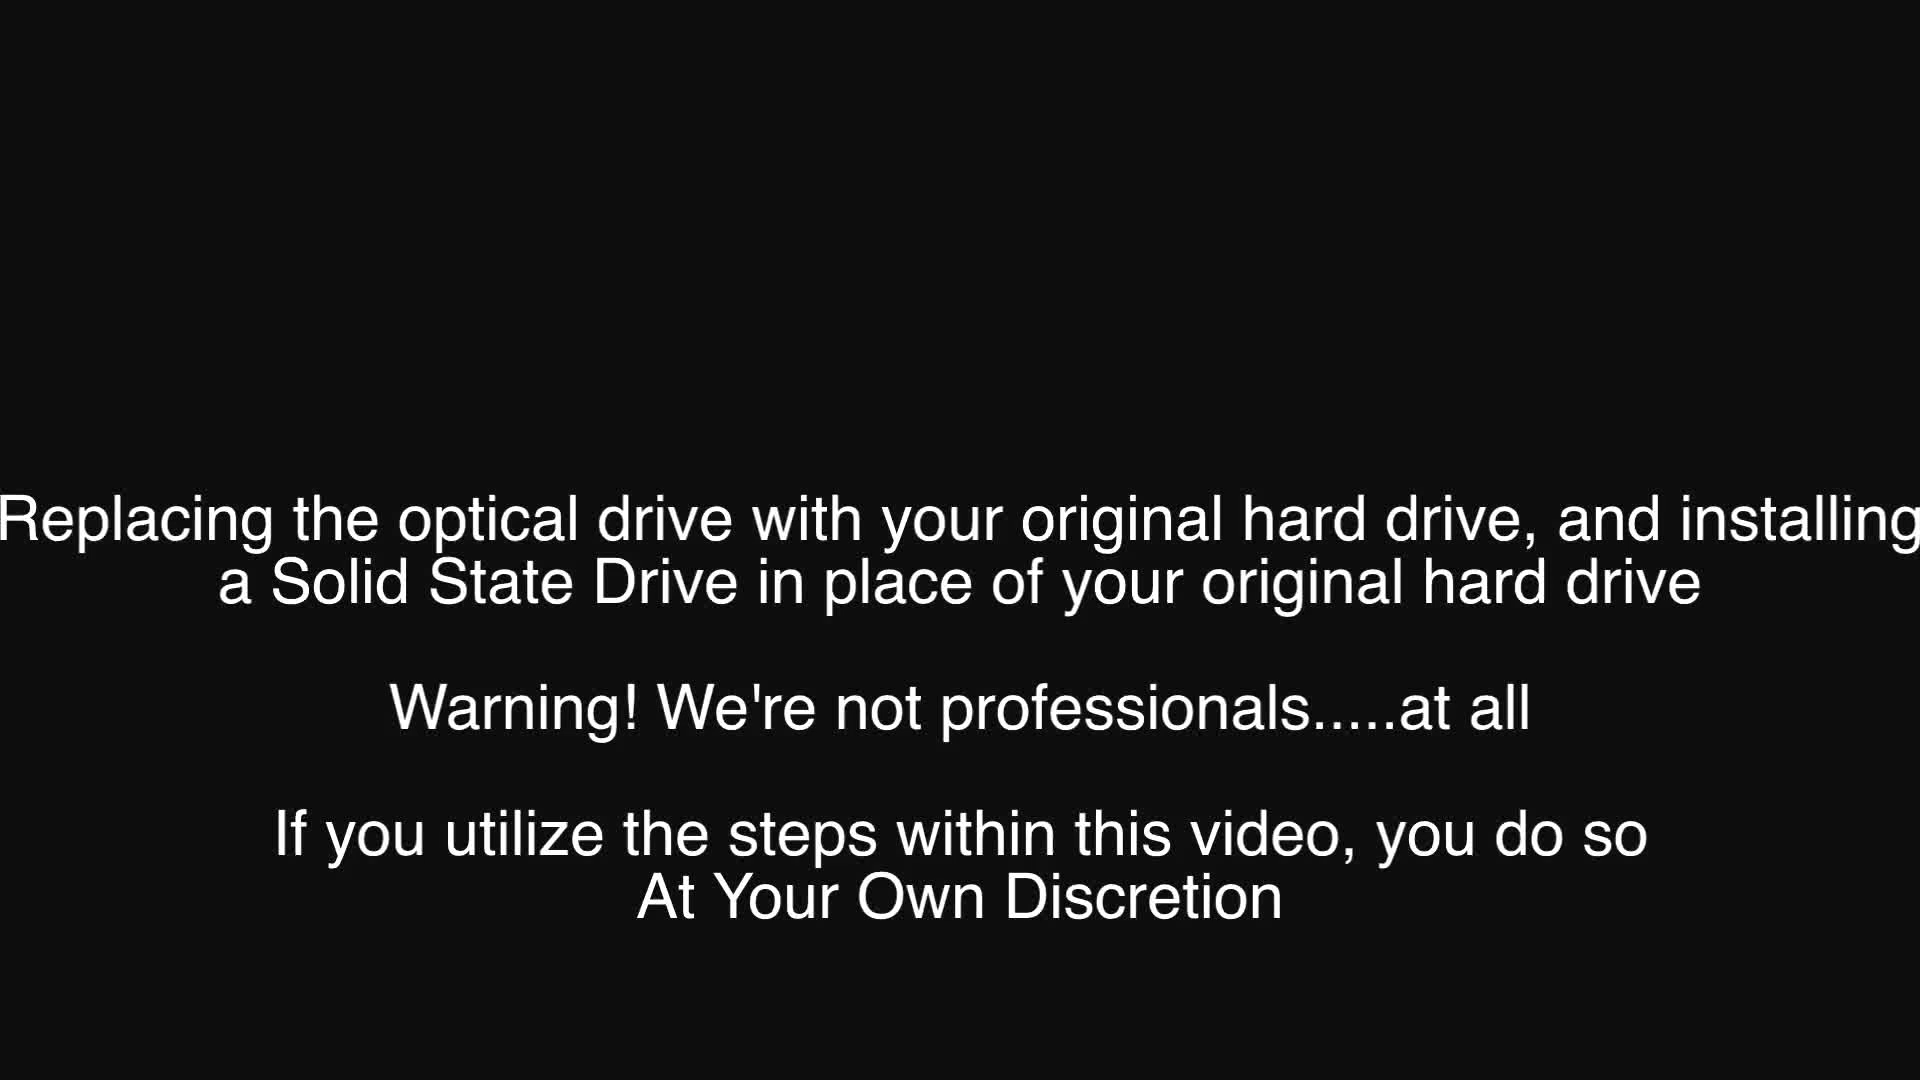 Replacing the optical drive with your original hard drive, and installing
a Solid State Drive in place of your original hard drive
Warning! We're not professionals.....at all
If you utilize the steps within this video, you do so
At Your Own Discretion